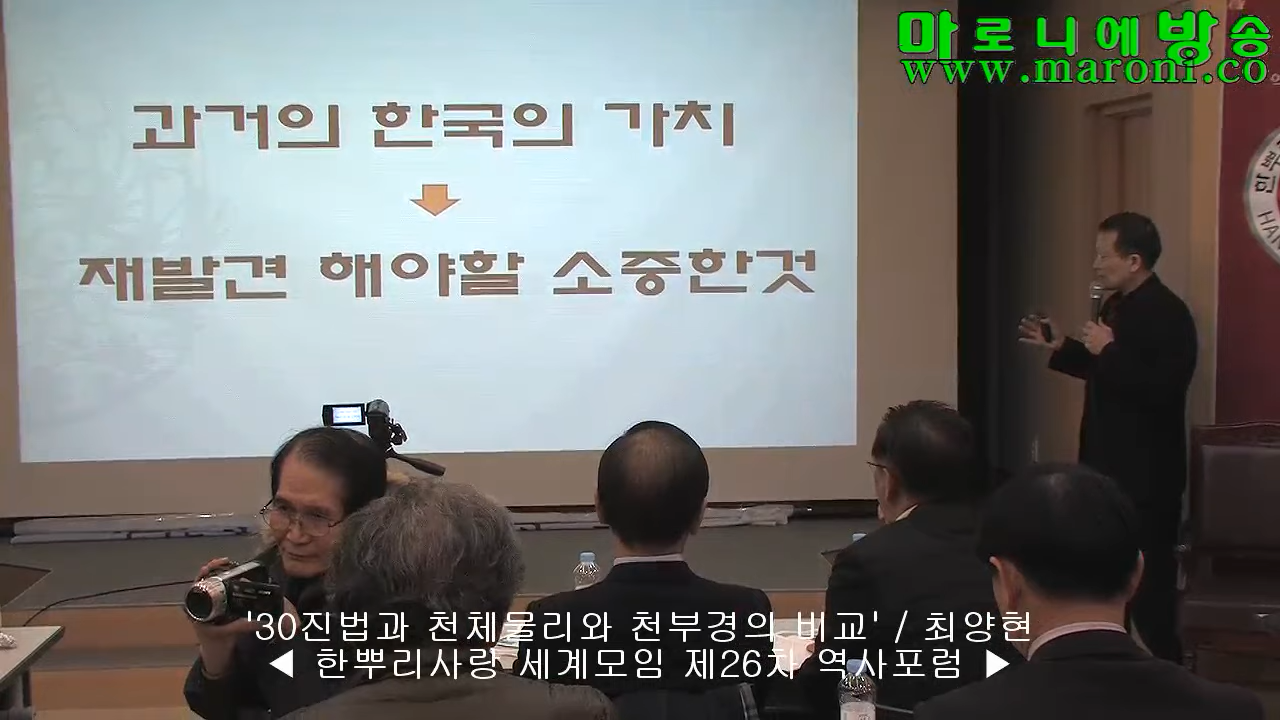 마로니에방송
www.maroni.co
과거의 한국의 가치
재발견 해야할 소중한것
한뿌
HAN
'30진법과 천체물리와 천부경의 비교' / 최양현
◀ 한뿌리사랑 세계모임 제26차 역사포럼 ▶